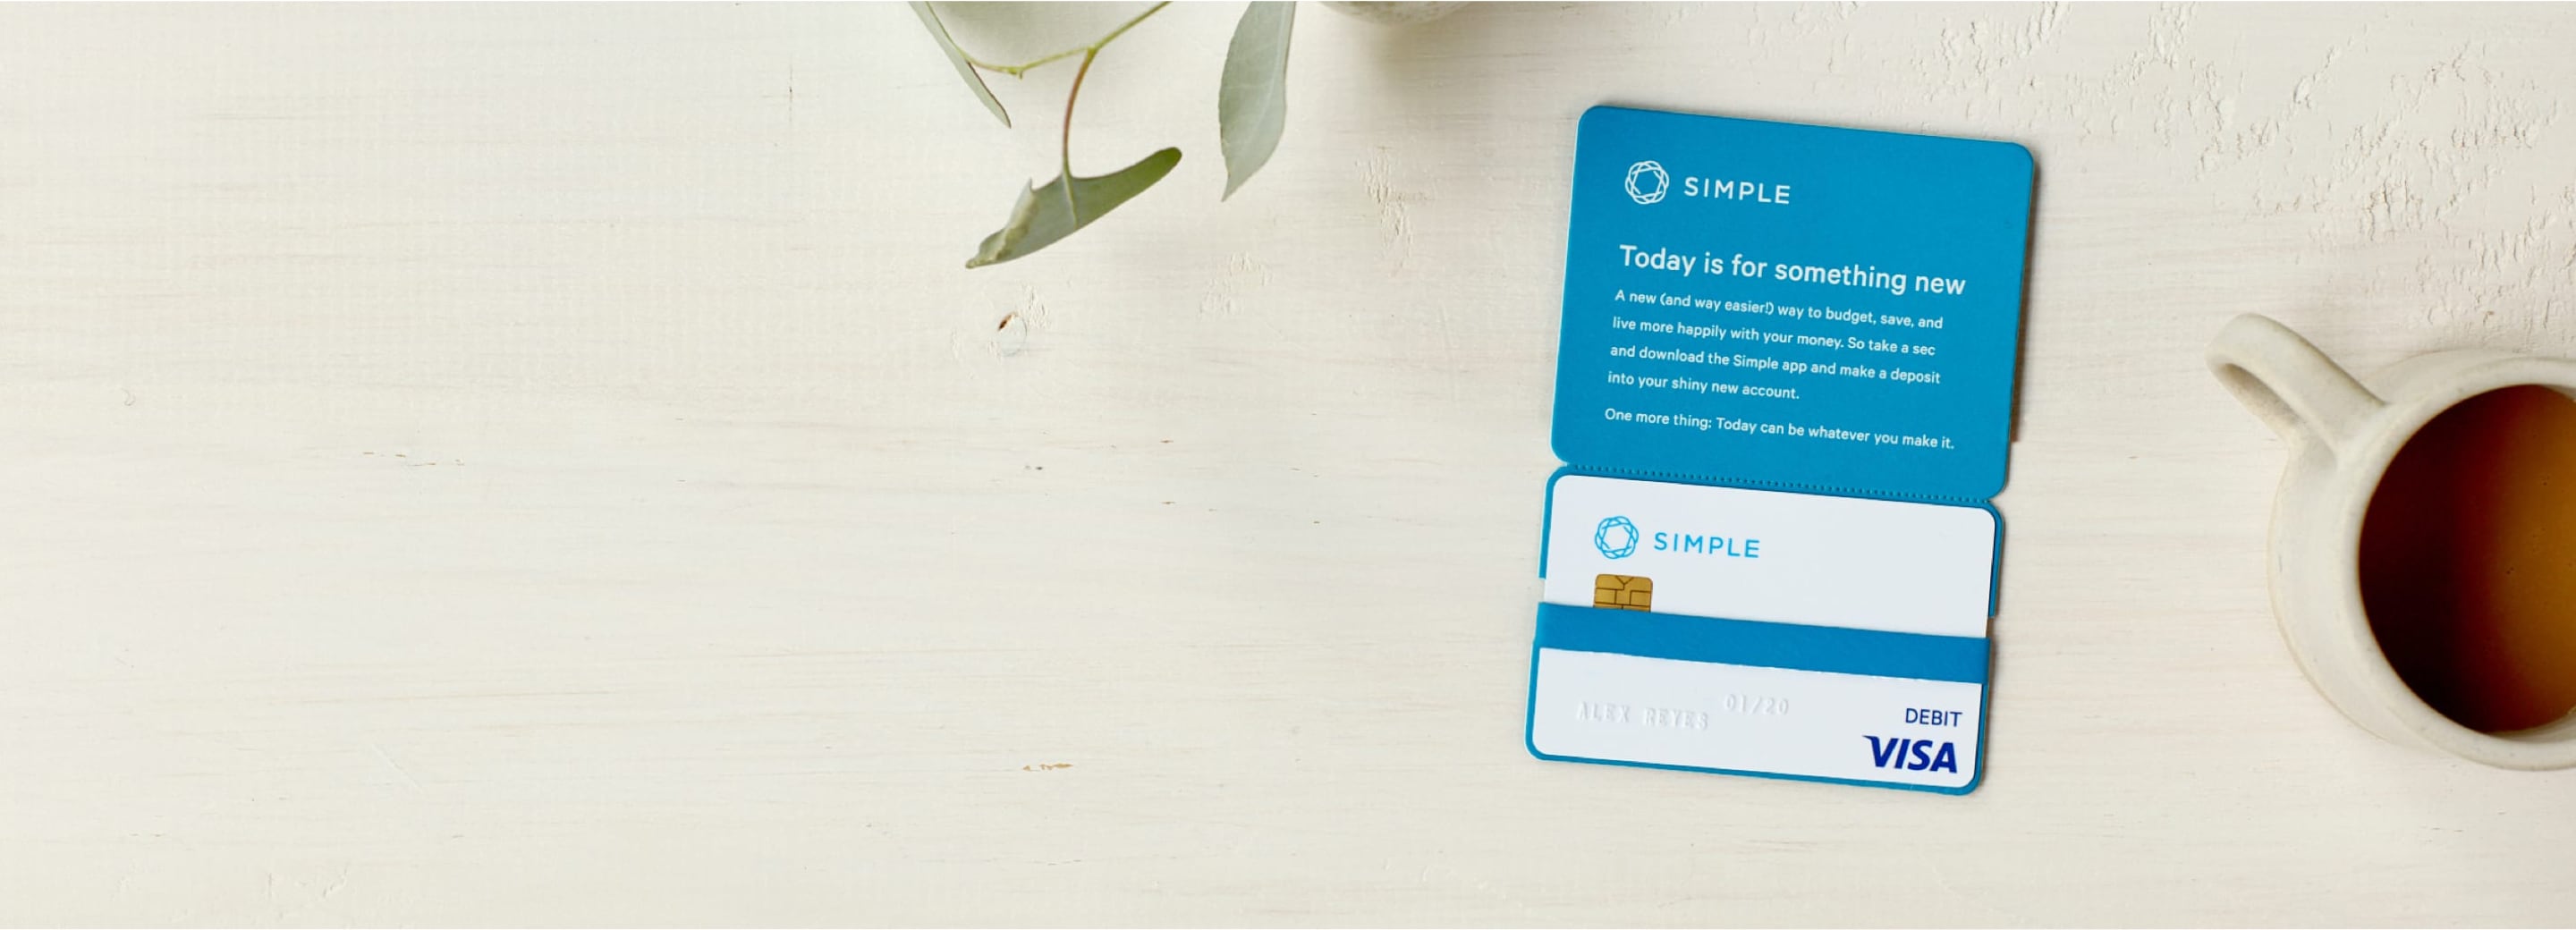 SIMPLE
Today is for something new
A new (and way easier!) way to budget, save, and
live more happily with your money. So take a sec
and download the Simple app and make a deposit
into your shiny new account.
One more thing: Today can be whatever you make it.
SIMPLE
01/20
ALEX REYES
DEBIT
VISA